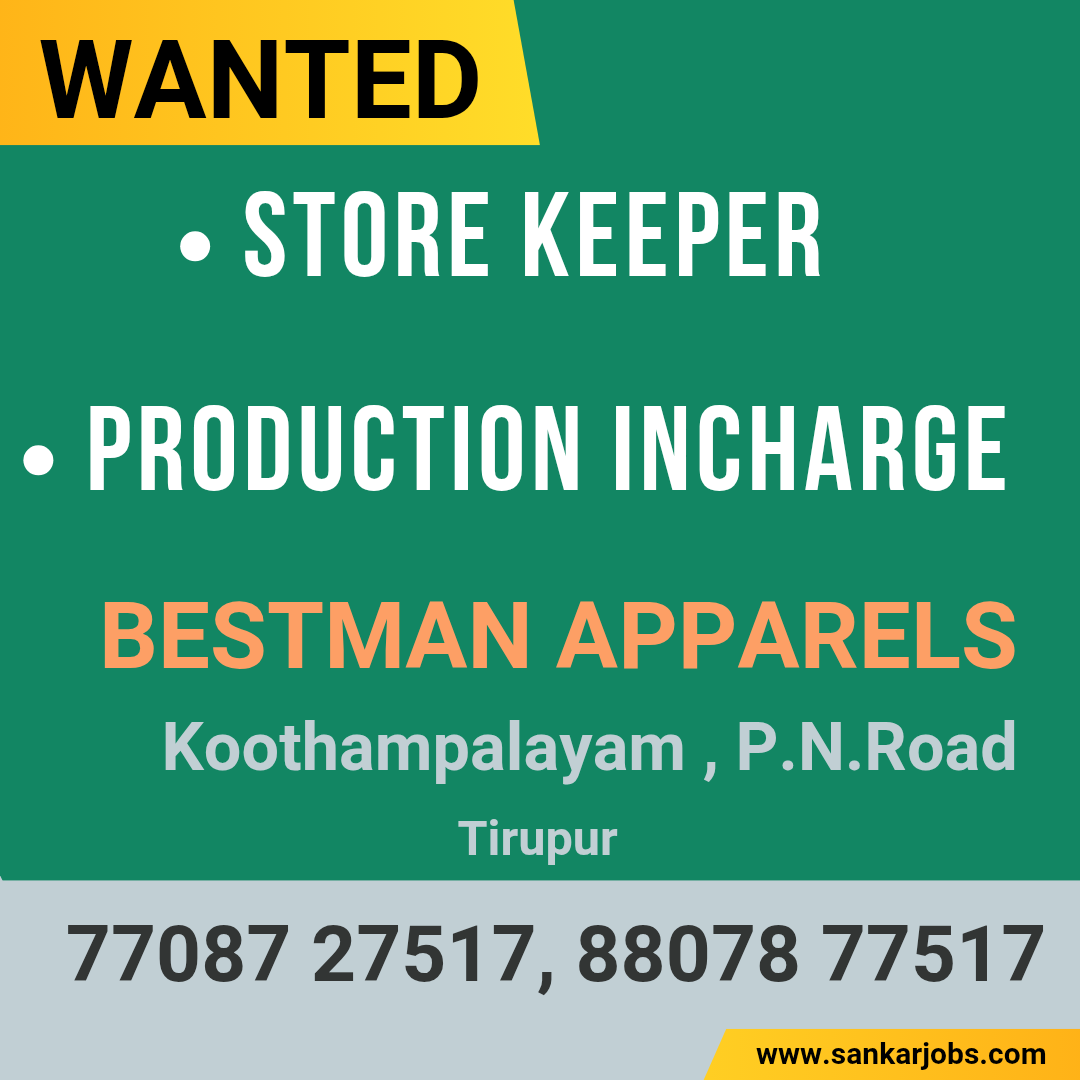 WANTED
• STORE KEEPER
• PRODUCTION INCHARGE
BESTMAN APPARELS
Koothampalayam , P.N.Road
Tirupur
77087 27517, 88078 77517
www.sankarjobs.com